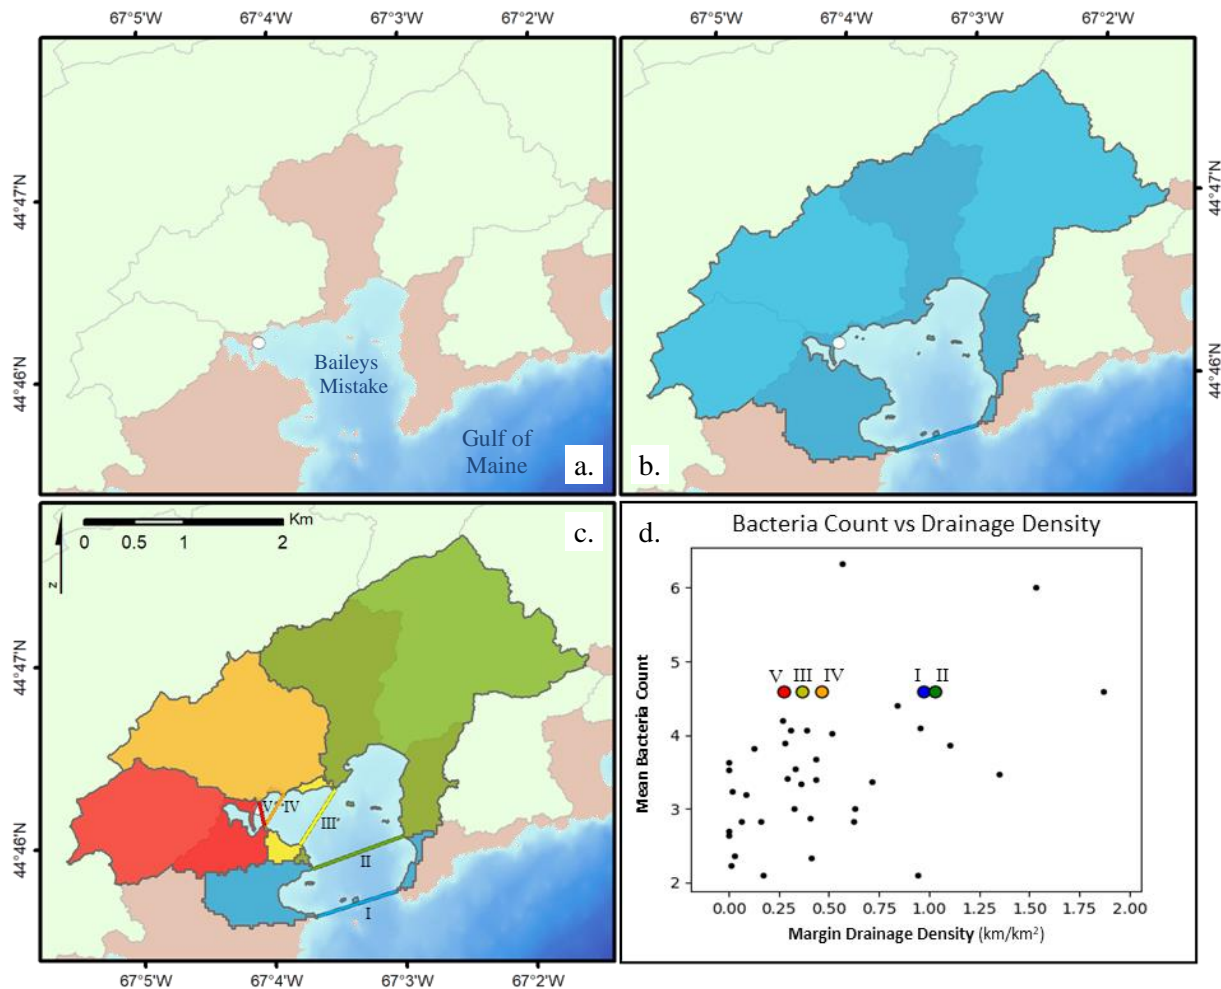 67°5'W 67°4'W 67°3'W 67°2'W
67°4'W 67°3'W 67°2'W
44°47'N
44°46'N
Baileys
Mistake
Gulf of
Maine
a.
b.
44°47'N
44°46'N
Km
0 0.5 1 2
z
c.
44°47'N
44°46'N
V IV
III
II
I
67°5'W 67°4'W 67°3'W 67°2'W
d.
Bacteria Count vs Drainage Density
Mean Bacteria Count
6
5
4
3
2
V III IV I II
0.00 0.25 0.50 0.75 1.00 1.25 1.50 1.75 2.00
Margin Drainage Density (km/km²)